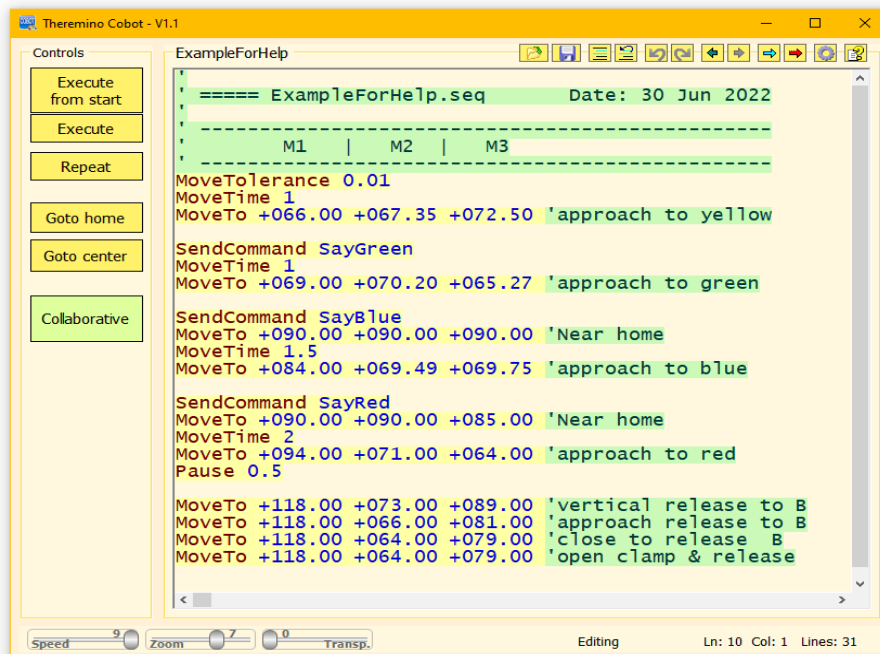 Theremino Cobot - V1.1
Controls
Execute
from start
Execute
Repeat
Goto home
Goto center
Collaborative
ExampleForHelp
'
' ===== ExampleForHelp.seq Date: 30 Jun 2022
'
' ------------------------------------------------
' M1 | M2 | M3
' ------------------------------------------------
MoveTolerance 0.01
MoveTime 1
MoveTo +066.00 +067.35 +072.50 'approach to yellow
SendCommand SayGreen
MoveTime 1
MoveTo +069.00 +070.20 +065.27 'approach to green
SendCommand SayBlue
MoveTo +090.00 +090.00 +090.00 'Near home
MoveTime 1.5
MoveTo +084.00 +069.49 +069.75 'approach to blue
SendCommand SayRed
MoveTo +090.00 +090.00 +085.00 'Near home
MoveTime 2
MoveTo +094.00 +071.00 +064.00 'approach to red
Pause 0.5
MoveTo +118.00 +073.00 +089.00 'vertical release to B
MoveTo +118.00 +066.00 +081.00 'approach release to B
MoveTo +118.00 +064.00 +079.00 'close to release  B
MoveTo +118.00 +064.00 +079.00 'open clamp & release
Speed 9 Zoom 7 0 Transp. Editing Ln: 10 Col: 1 Lines: 31